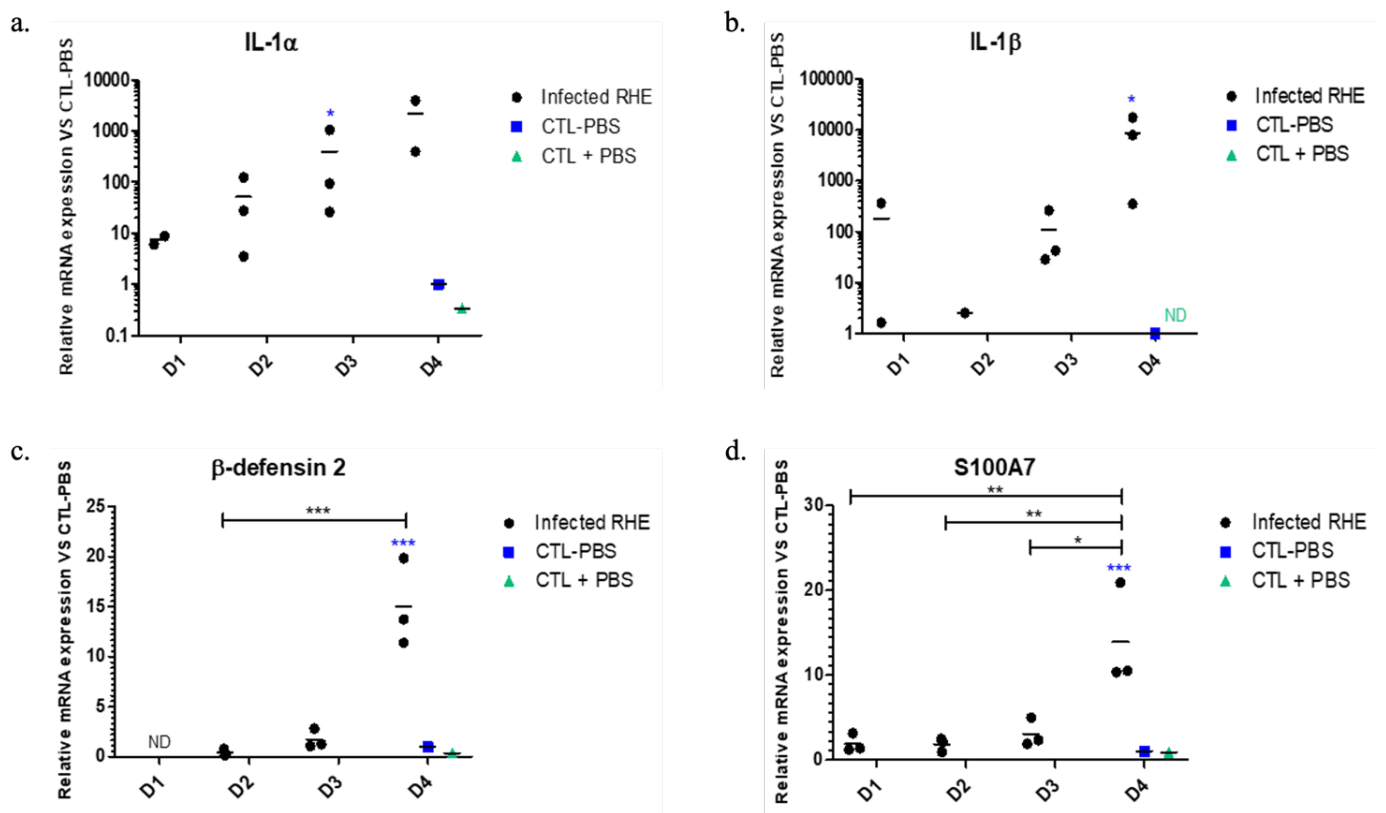 a.
IL-1α
Relative mRNA expession VS CTL-PBS
10000
1000
100
10
1
0.1
*
D1
D2
D3
D4
Infected RHE
CTL-PBS
CTL + PBS
b.
IL-1β
Relative mRNA expression VS CTL-PBS
100000
10000
1000
100
10
1
*
ND
D1
D2
D3
D4
Infected RHE
CTL-PBS
CTL + PBS
c.
β-defensin 2
Relative mRNA expression VS CTL-PBS
25
20
15
10
5
0
***
***
ND
D1
D2
D3
D4
Infected RHE
CTL-PBS
CTL + PBS
d.
S100A7
Relative mRNA expression VS CTL-PBS
30
20
10
0
**
**
*
***
D1
D2
D3
D4
Infected RHE
CTL-PBS
CTL + PBS